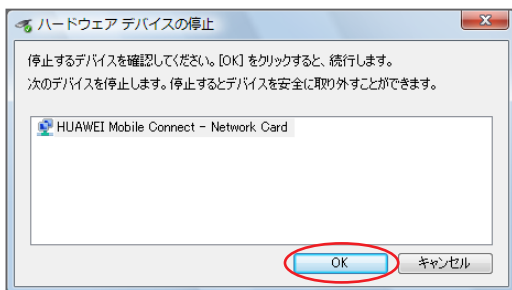 ハードウェア デバイスの停止
停止するデバイスを確認してください。[OK] をクリックすると、続行します。
次のデバイスを停止します。停止するとデバイスを安全に取り外すことができます。
HUAWEI Mobile Connect - Network Card
OK キャンセル